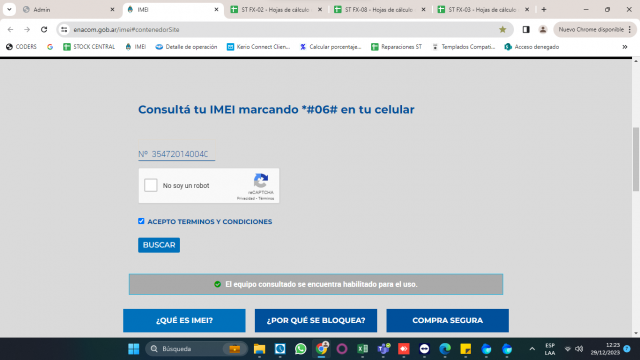 Admin
IMEI
ST FX-02 - Hojas de cálculo
ST FX-08 - Hojas de cálculo
ST FX-03 - Hojas de cálculo
enacom.gob.ar/imei#contenedorSite
Nuevo Chrome disponible
CODERS
STOCK CENTRAL
IMEI
Detalle de operación
Kerio Connect Clien...
Calcular porcentaje...
Reparaciones ST
Templados Compati...
Acceso denegado
Consultá tu IMEI marcando *#06# en tu celular
Nº 35472014004C
No soy un robot
reCAPTCHA
Privacidad - Términos
ACEPTO TERMINOS Y CONDICIONES
BUSCAR
El equipo consultado se encuentra habilitado para el uso.
¿QUÉ ES IMEI?
¿POR QUÉ SE BLOQUEA?
COMPRA SEGURA
Búsqueda
ESP
LAA
12:25
29/12/2023